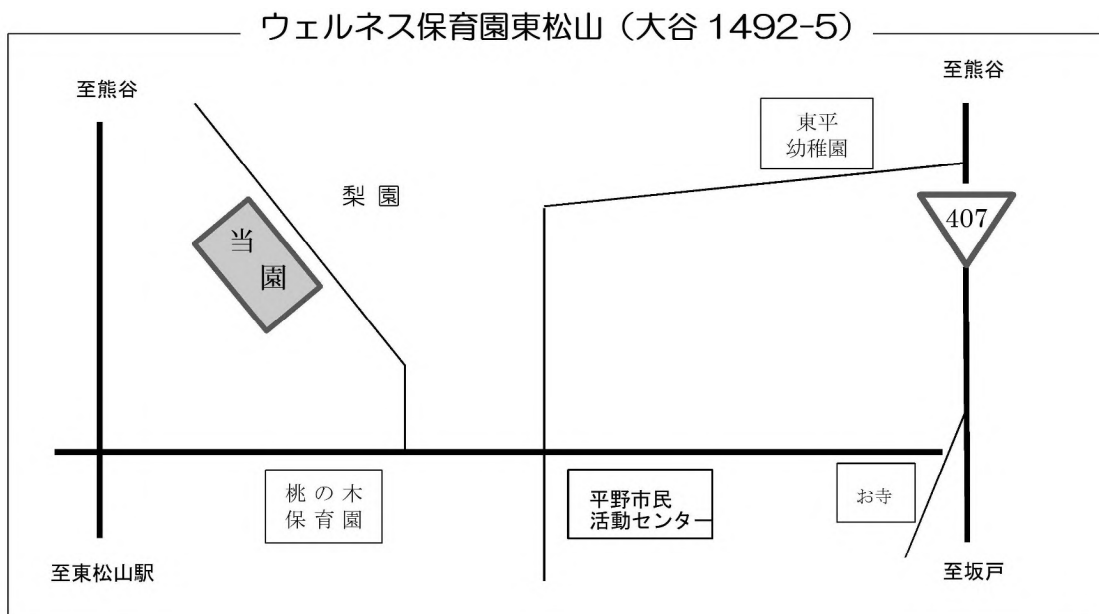 ウェルネス保育園東松山（大谷 1492-5）
至熊谷
至熊谷
東平
幼稚園
梨 園
407
当
園
桃 の 木
保 育 園
平野市民
活動センター
お寺
至東松山駅
至坂戸